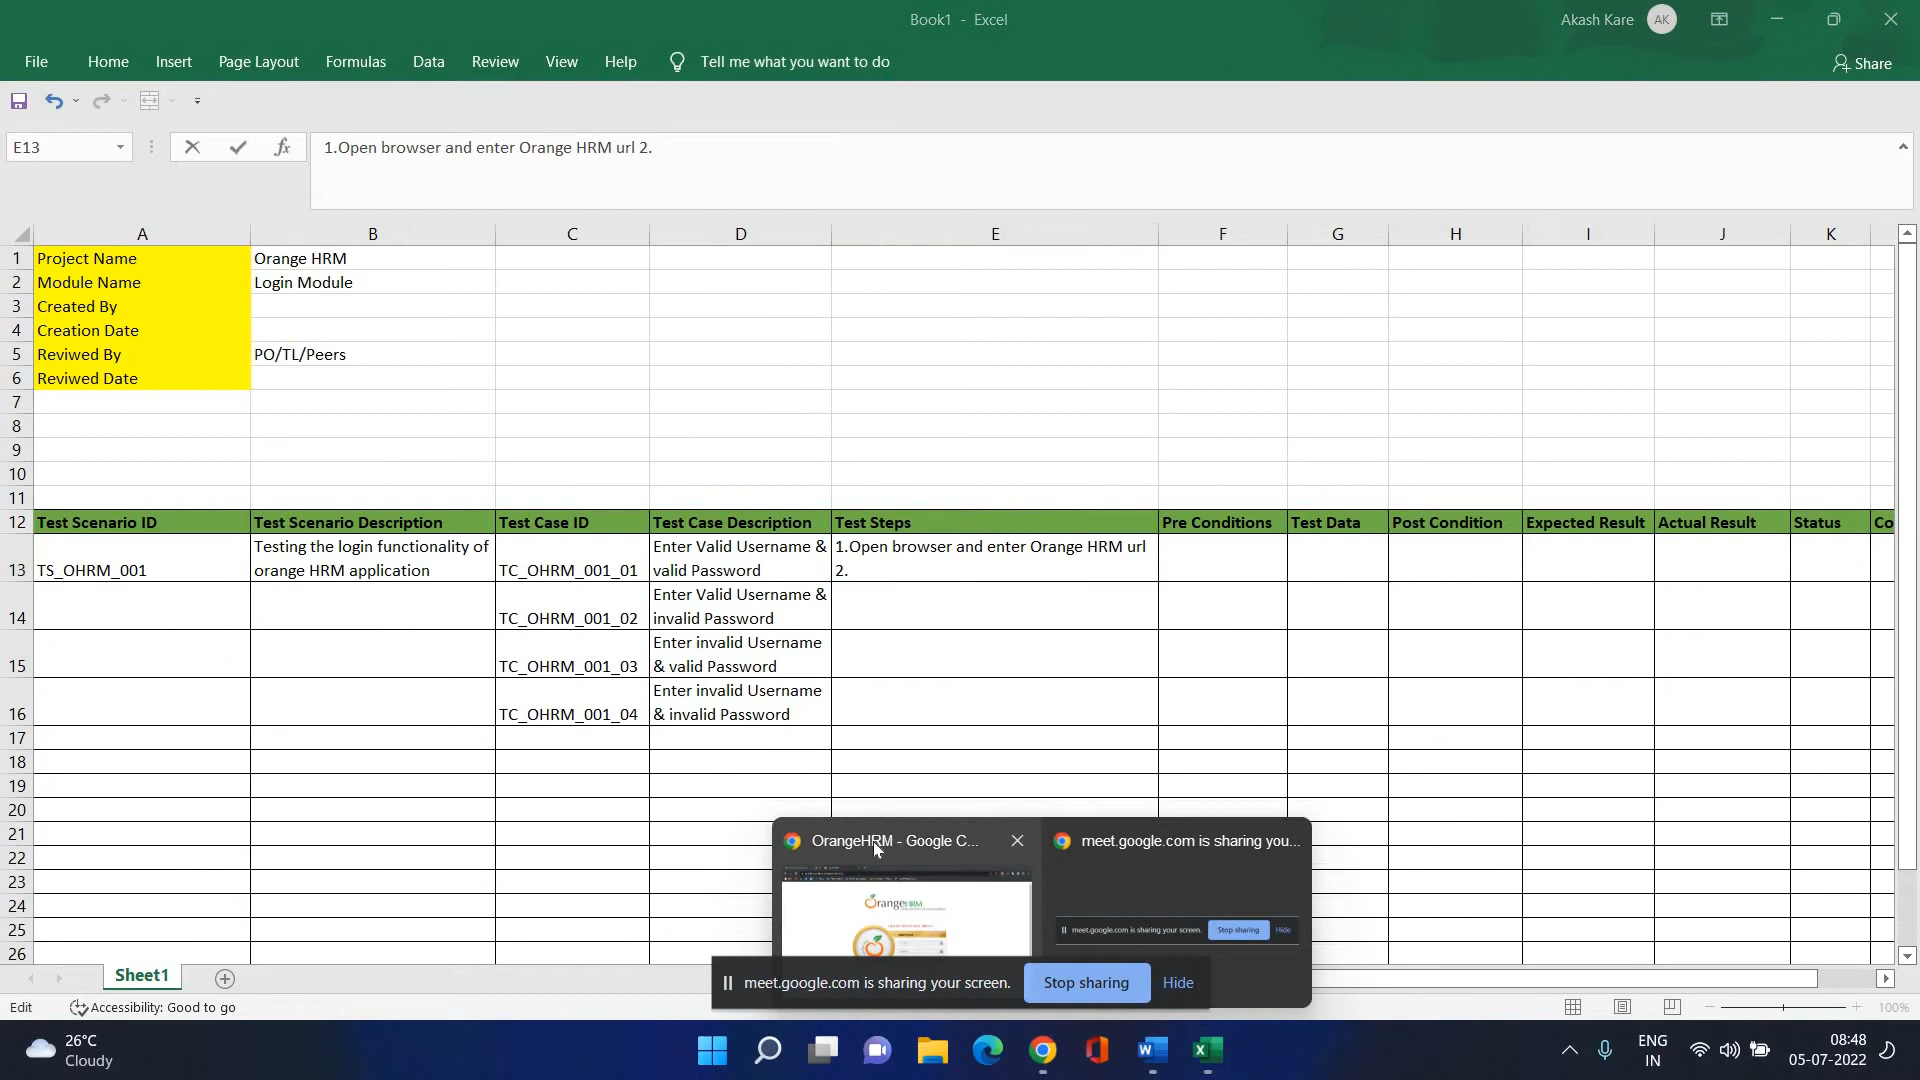 Book1 - Excel
Akash Kare AK
File Home Insert Page Layout Formulas Data Review View Help Tell me what you want to do Share
E13 fx 1.Open browser and enter Orange HRM url 2.
A B C D E F G H I J K
1 Project Name Orange HRM
2 Module Name Login Module
3 Created By
4 Creation Date
5 Reviwed By PO/TL/Peers
6 Reviwed Date
7
8
9
10
11
12 Test Scenario ID Test Scenario Description Test Case ID Test Case Description Test Steps Pre Conditions Test Data Post Condition Expected Result Actual Result Status Co
Testing the login functionality of Enter Valid Username & 1.Open browser and enter Orange HRM url
13 TS_OHRM_001 orange HRM application TC_OHRM_001_01 valid Password 2.
Enter Valid Username &
14 TC_OHRM_001_02 invalid Password
Enter invalid Username
15 TC_OHRM_001_03 & valid Password
Enter invalid Username
16 TC_OHRM_001_04 & invalid Password
17
18
19
20
21
22
23
24
25
26
OrangeHRM - Google C... meet.google.com is sharing you...
OrangeHRM
meet.google.com is sharing your screen. Stop sharing Hide
meet.google.com is sharing your screen. Stop sharing Hide
Sheet1
Edit Accessibility: Good to go 100%
26°C
Cloudy
ENG
IN
08:48
05-07-2022